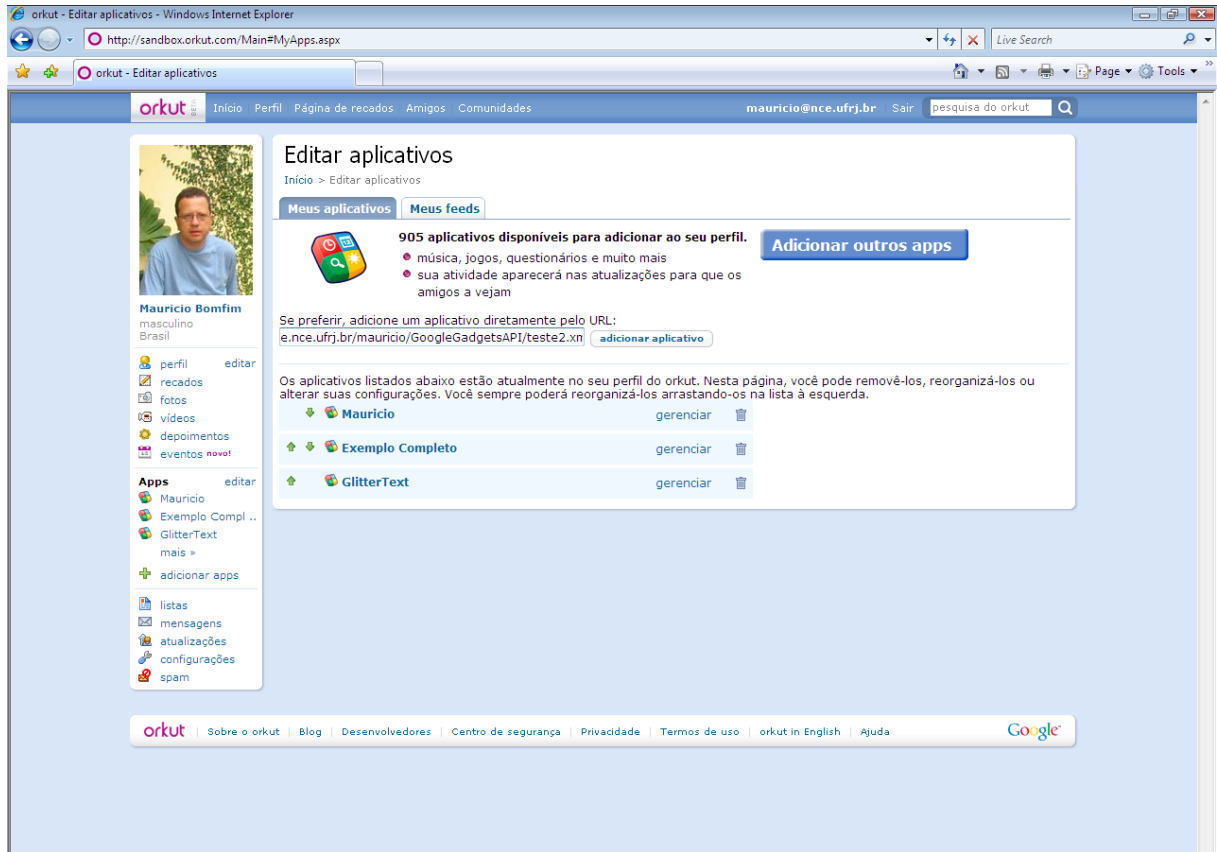 orkut - Editar aplicativos - Windows Internet Explorer
http://sandbox.orkut.com/Main#MyApps.aspx
Live Search
orkut - Editar aplicativos
Page Tools
orkut BETA Início Perfil Página de recados Amigos Comunidades mauricio@nce.ufrj.br Sair pesquisa do orkut
Editar aplicativos
Início > Editar aplicativos
Meus aplicativos Meus feeds
905 aplicativos disponíveis para adicionar ao seu perfil.
música, jogos, questionários e muito mais
sua atividade aparecerá nas atualizações para que os
amigos a vejam
Adicionar outros apps
Se preferir, adicione um aplicativo diretamente pelo URL:
e.nce.ufrj.br/mauricio/GoogleGadgetsAPI/teste2.xm adicionar aplicativo
Os aplicativos listados abaixo estão atualmente no seu perfil do orkut. Nesta página, você pode removê-los, reorganizá-los ou
alterar suas configurações. Você sempre poderá reorganizá-los arrastando-os na lista à esquerda.
Mauricio gerenciar
Exemplo Completo gerenciar
GlitterText gerenciar
Mauricio Bomfim
masculino
Brasil
perfil editar
recados
fotos
vídeos
depoimentos
eventos novo!
Apps editar
Mauricio
Exemplo Compl ..
GlitterText
mais »
adicionar apps
listas
mensagens
atualizações
configurações
spam
orkut Sobre o orkut Blog Desenvolvedores Centro de segurança Privacidade Termos de uso orkut in English Ajuda Google